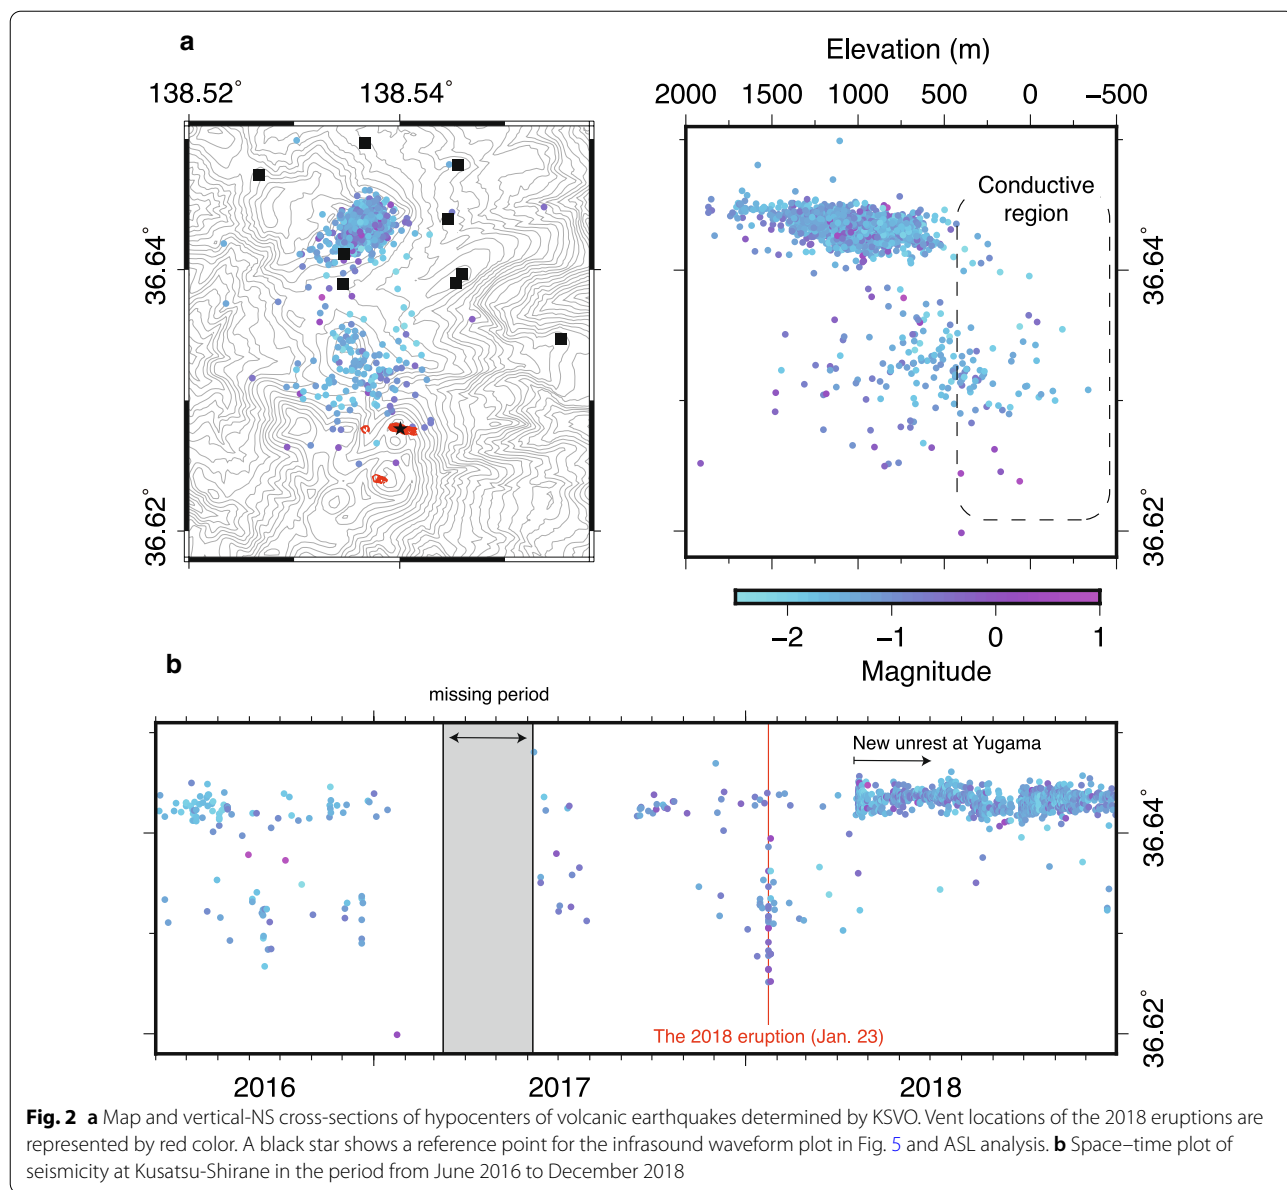 a
138.52° 138.54°
36.64°
36.62°
Elevation (m)
2000 1500 1000 500 0 −500
Conductive
region
36.64°
36.62°
−2 −1 0 1
Magnitude
b
missing period
New unrest at Yugama
The 2018 eruption (Jan. 23)
36.64°
36.62°
2016 2017 2018
Fig. 2 a Map and vertical-NS cross-sections of hypocenters of volcanic earthquakes determined by KSVO. Vent locations of the 2018 eruptions are
represented by red color. A black star shows a reference point for the infrasound waveform plot in Fig. 5 and ASL analysis. b Space–time plot of
seismicity at Kusatsu-Shirane in the period from June 2016 to December 2018